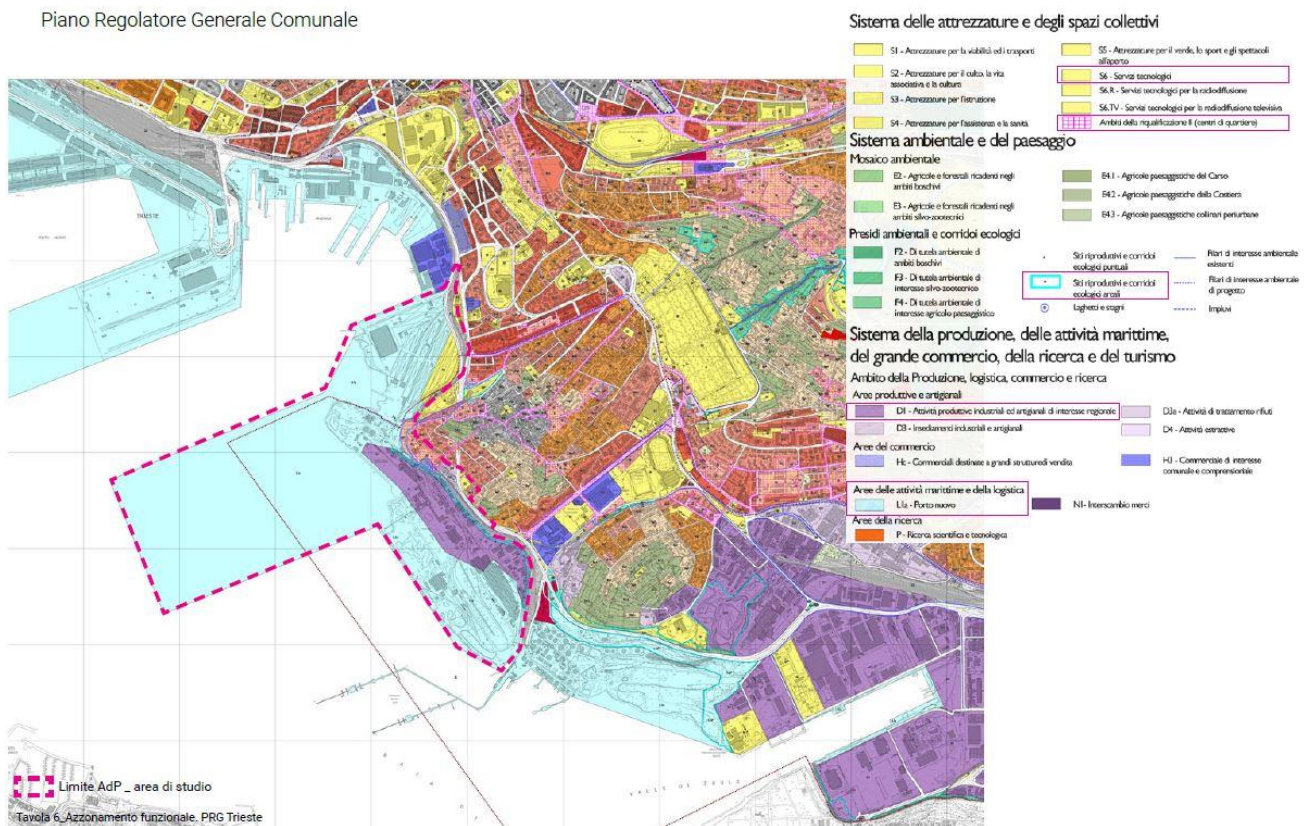 Piano Regolatore Generale Comunale
Sistema delle attrezzature e degli spazi collettivi
S1 - Attrezzature per la viabilità ed i trasporti
S2 - Attrezzature per il culto, la vita
associativa e la cultura
S3 - Attrezzature per l'istruzione
S4 - Attrezzature per l'assistenza e la sanità
S5 - Attrezzature per il verde, lo sport e gli spettacoli
all'aperto
S6 - Servizi tecnologici
S6.R - Servizi tecnologici per la radiodiffusione
S6.TV - Servizi tecnologici per la radiodiffusione televisiva
Ambiti della riqualificazione II (centri di quartiere)
Sistema ambientale e del paesaggio
Mosaico ambientale
E2 - Agricole e forestali ricadenti negli
ambiti boschivi
E3 - Agricole e forestali ricadenti negli
ambiti silvo-zootecnici
E4.1 - Agricole paesaggistiche del Carso
E4.2 - Agricole paesaggistiche della Costiera
E4.3 - Agricole paesaggistiche collinari periurbane
Presidi ambientali e corridoi ecologici
F2 - Di tutela ambientale di
ambiti boschivi
F3 - Di tutela ambientale di
interesse silvo-zootecnico
F4 - Di tutela ambientale di
interesse agricolo paesaggistico
Siti riproduttivi e corridoi
ecologici puntuali
Siti riproduttivi e corridoi
ecologici areali
Laghetti e stagni
Filari di interesse ambientale
esistenti
Filari di interesse ambientale
di progetto
Impluvi
Sistema della produzione, delle attività marittime,
del grande commercio, della ricerca e del turismo
Ambito della Produzione, logistica, commercio e ricerca
Aree produttive e artigianali
D1 - Attività produttive industriali ed artigianali di interesse regionale
D3 - Insediamenti industriali e artigianali
D3a - Attività di trattamento rifiuti
D4 - Attività estrattive
Aree del commercio
Hc - Commerciali destinate a grandi strutture di vendita
H3 - Commerciale di interesse
comunale e comprensoriale
Aree delle attività marittime e della logistica
L1a - Porto nuovo
N1 - Interscambio merci
Aree della ricerca
P - Ricerca scientifica e tecnologica
TRIESTE
VALLE DI ZAULE
Limite AdP _ area di studio
Tavola 6_Azzonamento funzionale. PRG Trieste